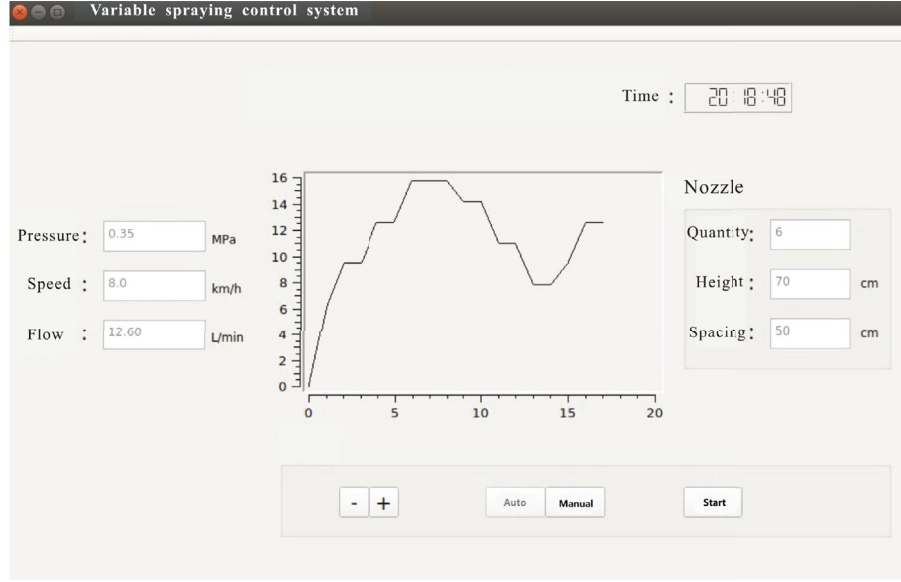 Variable spraying control system
Time : 20:18:48
Nozzle
Pressure: 0.35 MPa
Speed : 8.0 km/h
Flow : 12.60 L/min
16
14
12
10
8
6
4
2
0
0 5 10 15 20
Quantity: 6
Height : 70 cm
Spacing: 50 cm
- +
Auto Manual
Start